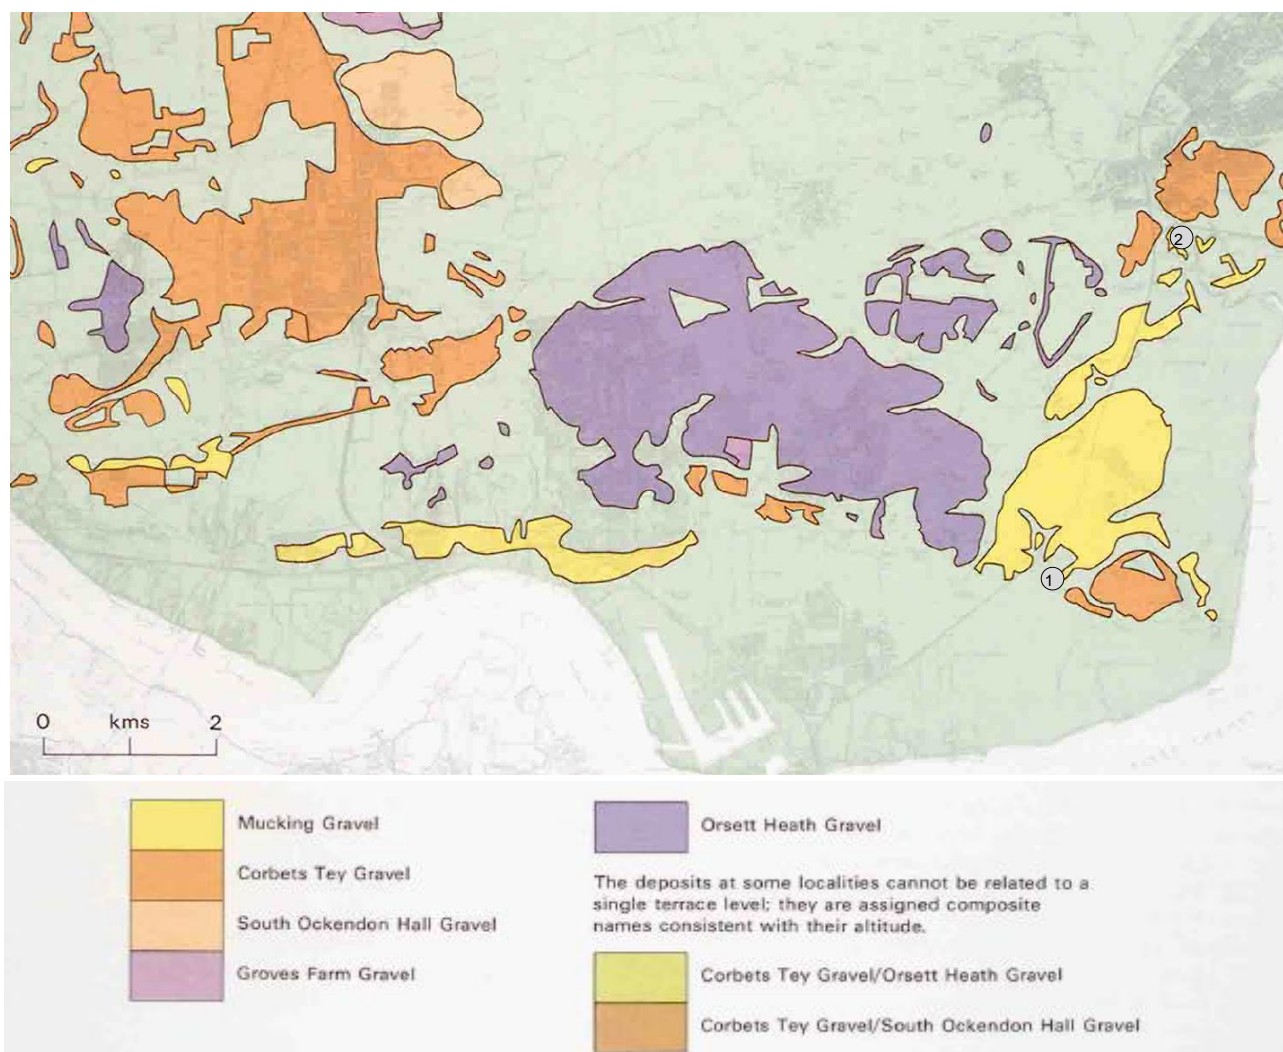 2
1
0 kms 2
Mucking Gravel
Corbets Tey Gravel
South Ockendon Hall Gravel
Groves Farm Gravel
Orsett Heath Gravel
The deposits at some localities cannot be related to a
single terrace level; they are assigned composite
names consistent with their altitude.
Corbets Tey Gravel/Orsett Heath Gravel
Corbets Tey Gravel/South Ockendon Hall Gravel